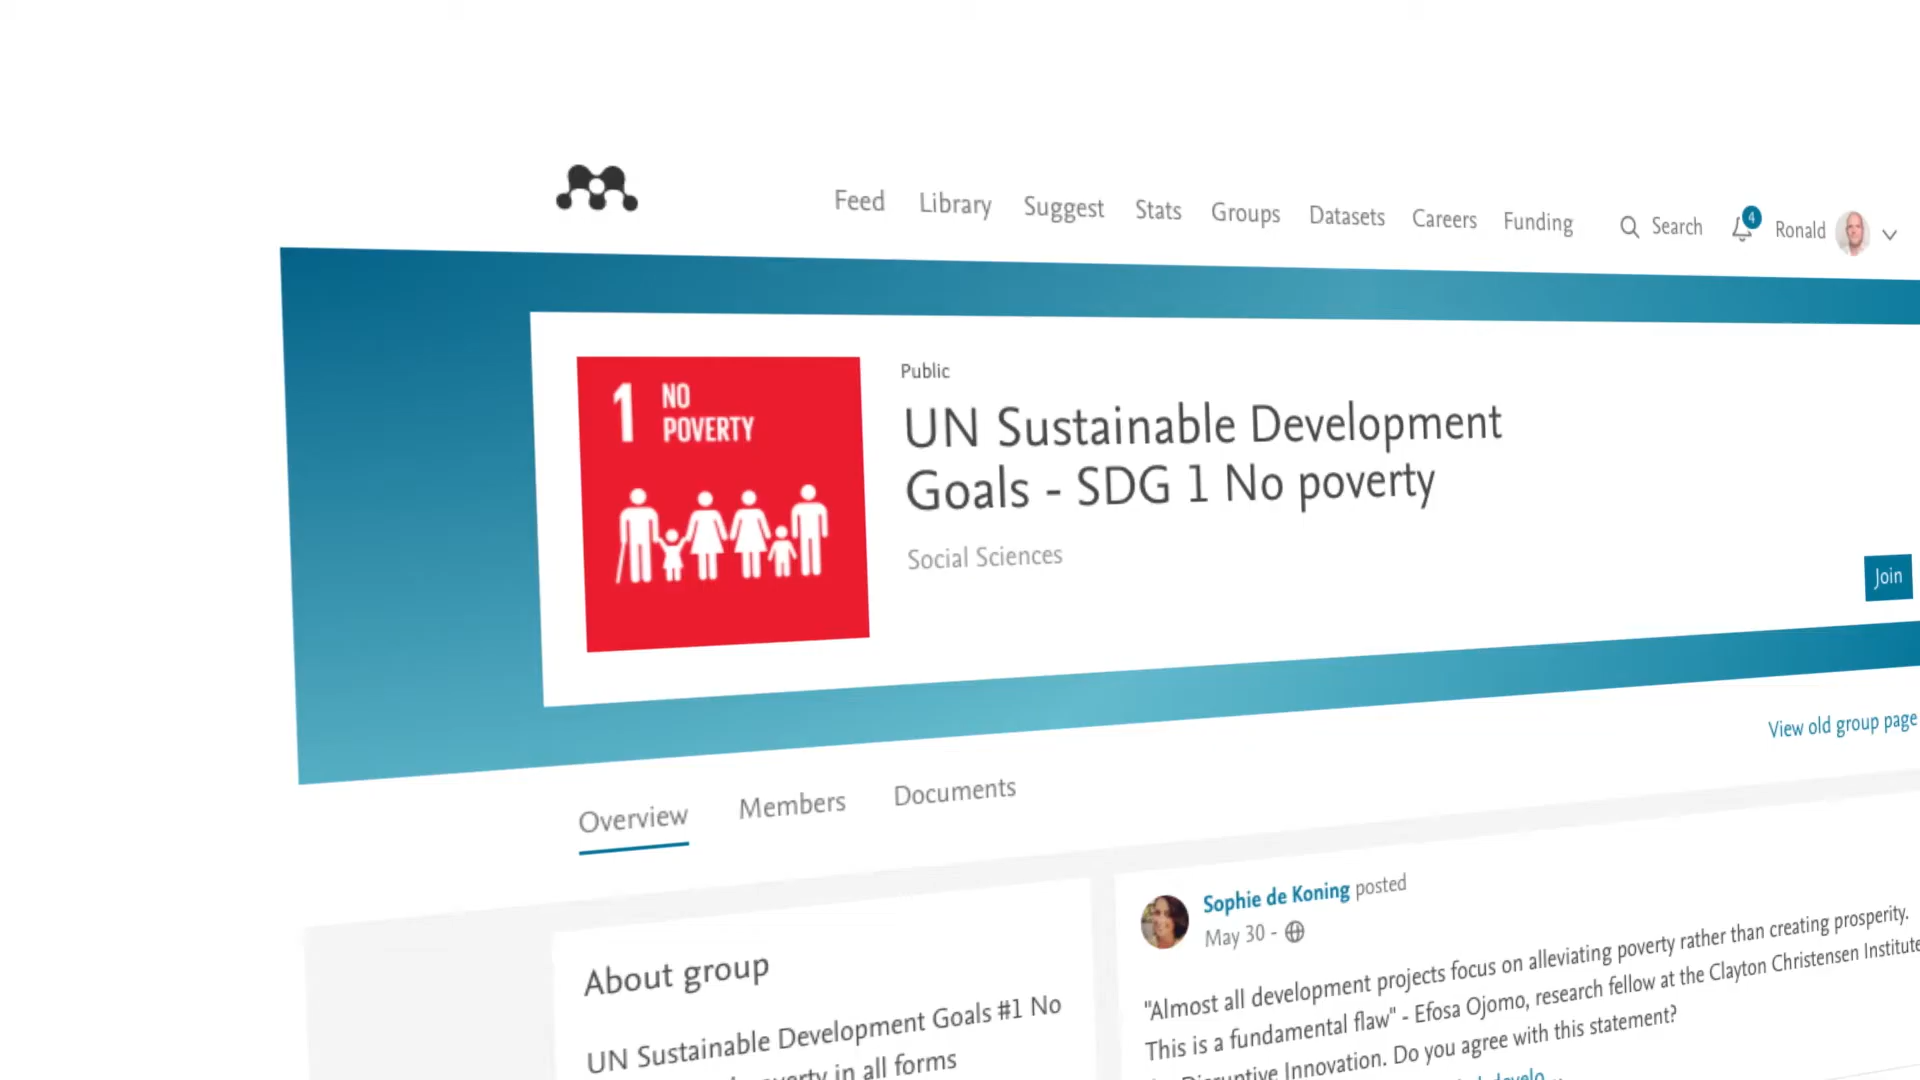 Feed Library Suggest Stats Groups Datasets Careers Funding Search 4 Ronald
1 NO
POVERTY
Public
UN Sustainable Development
Goals - SDG 1 No poverty
Social Sciences
Join
View old group page
Overview Members Documents
About group
UN Sustainable Development Goals #1 No
in all forms
Sophie de Koning posted
May 30 -
"Almost all development projects focus on alleviating poverty rather than creating prosperity.
This is a fundamental flaw" - Efosa Ojomo, research fellow at the Clayton Christensen Institute
Disruptive Innovation. Do you agree with this statement?